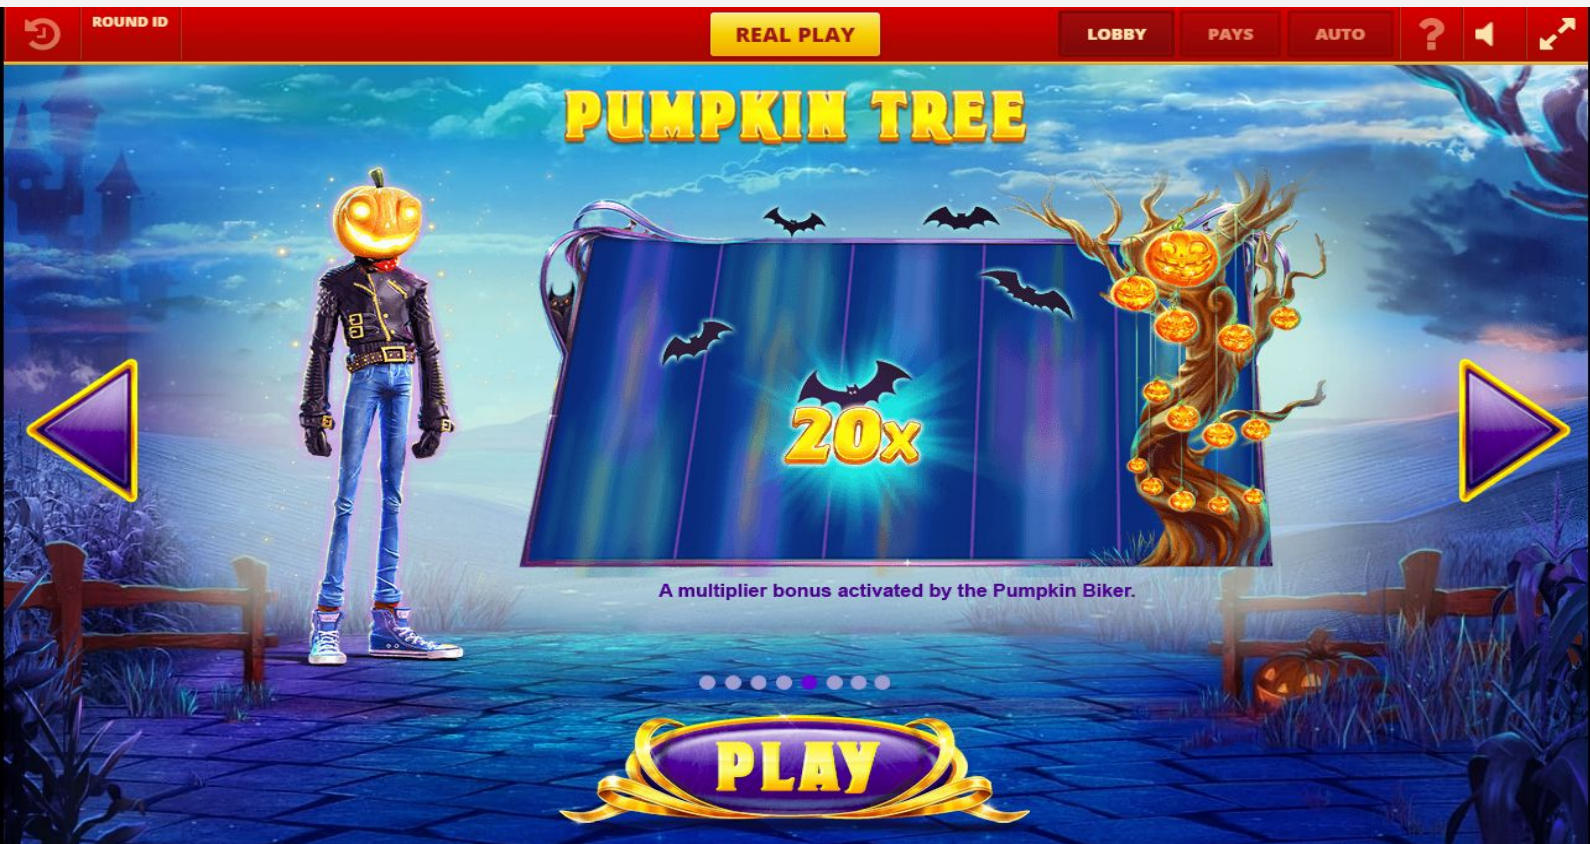 ROUND ID
REAL PLAY
LOBBY
PAYS
AUTO
?
PUMPKIN TREE
20x
A multiplier bonus activated by the Pumpkin Biker.
PLAY